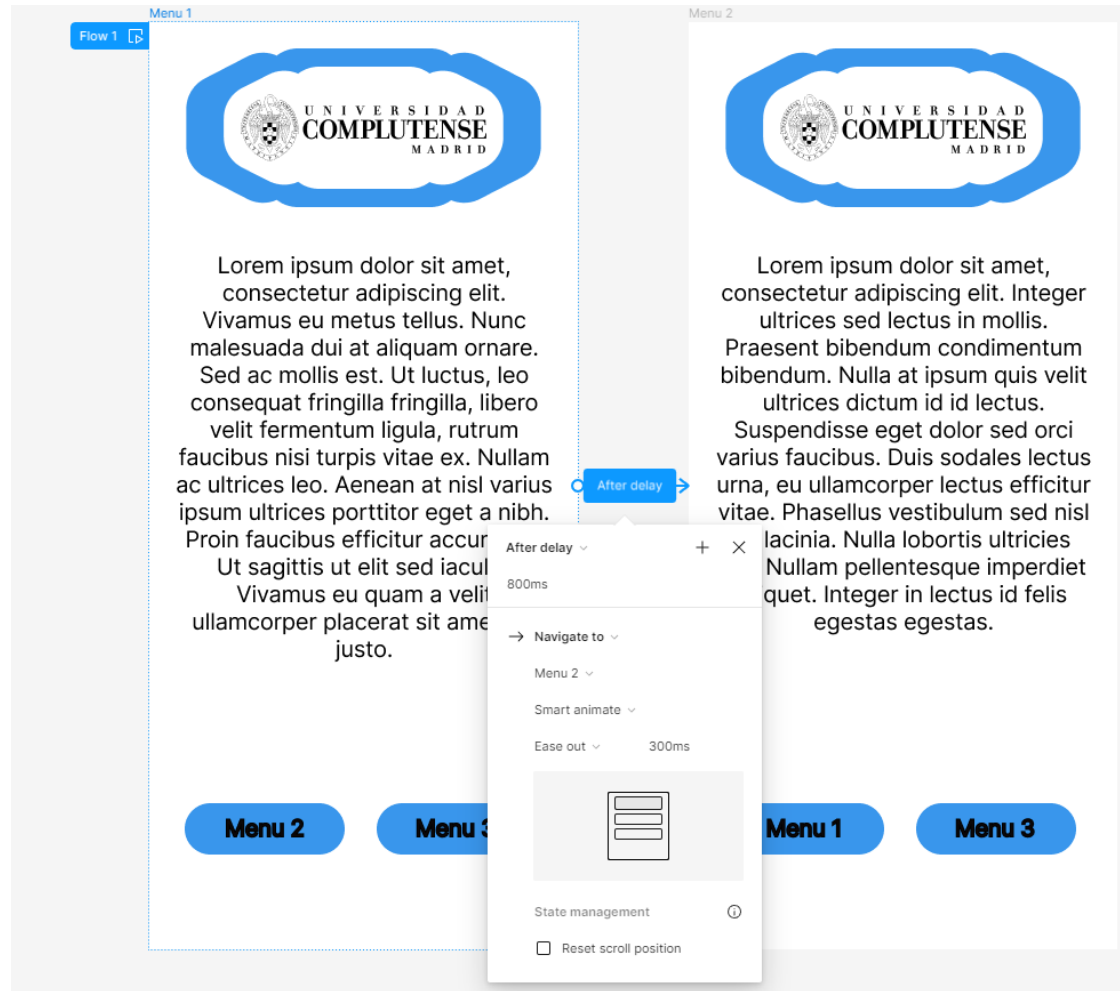 Menu 1
Menu 2
Flow 1
UNIVERSIDAD
COMPLUTENSE
MADRID
Lorem ipsum dolor sit amet,
consectetur adipiscing elit.
Vivamus eu metus tellus. Nunc
malesuada dui at aliquam ornare.
Sed ac mollis est. Ut luctus, leo
consequat fringilla fringilla, libero
velit fermentum ligula, rutrum
faucibus nisi turpis vitae ex. Nullam
ac ultrices leo. Aenean at nisl varius
ipsum ultrices porttitor eget a nibh.
Proin faucibus efficitur accu
Ut sagittis ut elit sed iacul
Vivamus eu quam a velit
ullamcorper placerat sit ame
justo.
Menu 2
Menu 3
UNIVERSIDAD
COMPLUTENSE
MADRID
Lorem ipsum dolor sit amet,
consectetur adipiscing elit. Integer
ultrices sed lectus in mollis.
Praesent bibendum condimentum
bibendum. Nulla at ipsum quis velit
ultrices dictum id id lectus.
Suspendisse eget dolor sed orci
varius faucibus. Duis sodales lectus
urna, eu ullamcorper lectus efficitur
vitae. Phasellus vestibulum sed nisl
lacinia. Nulla lobortis ultricies
Nullam pellentesque imperdiet
quet. Integer in lectus id felis
egestas egestas.
Menu 1
Menu 3
After delay
After delay
800ms
Navigate to
Menu 2
Smart animate
Ease out 300ms
State management
Reset scroll position